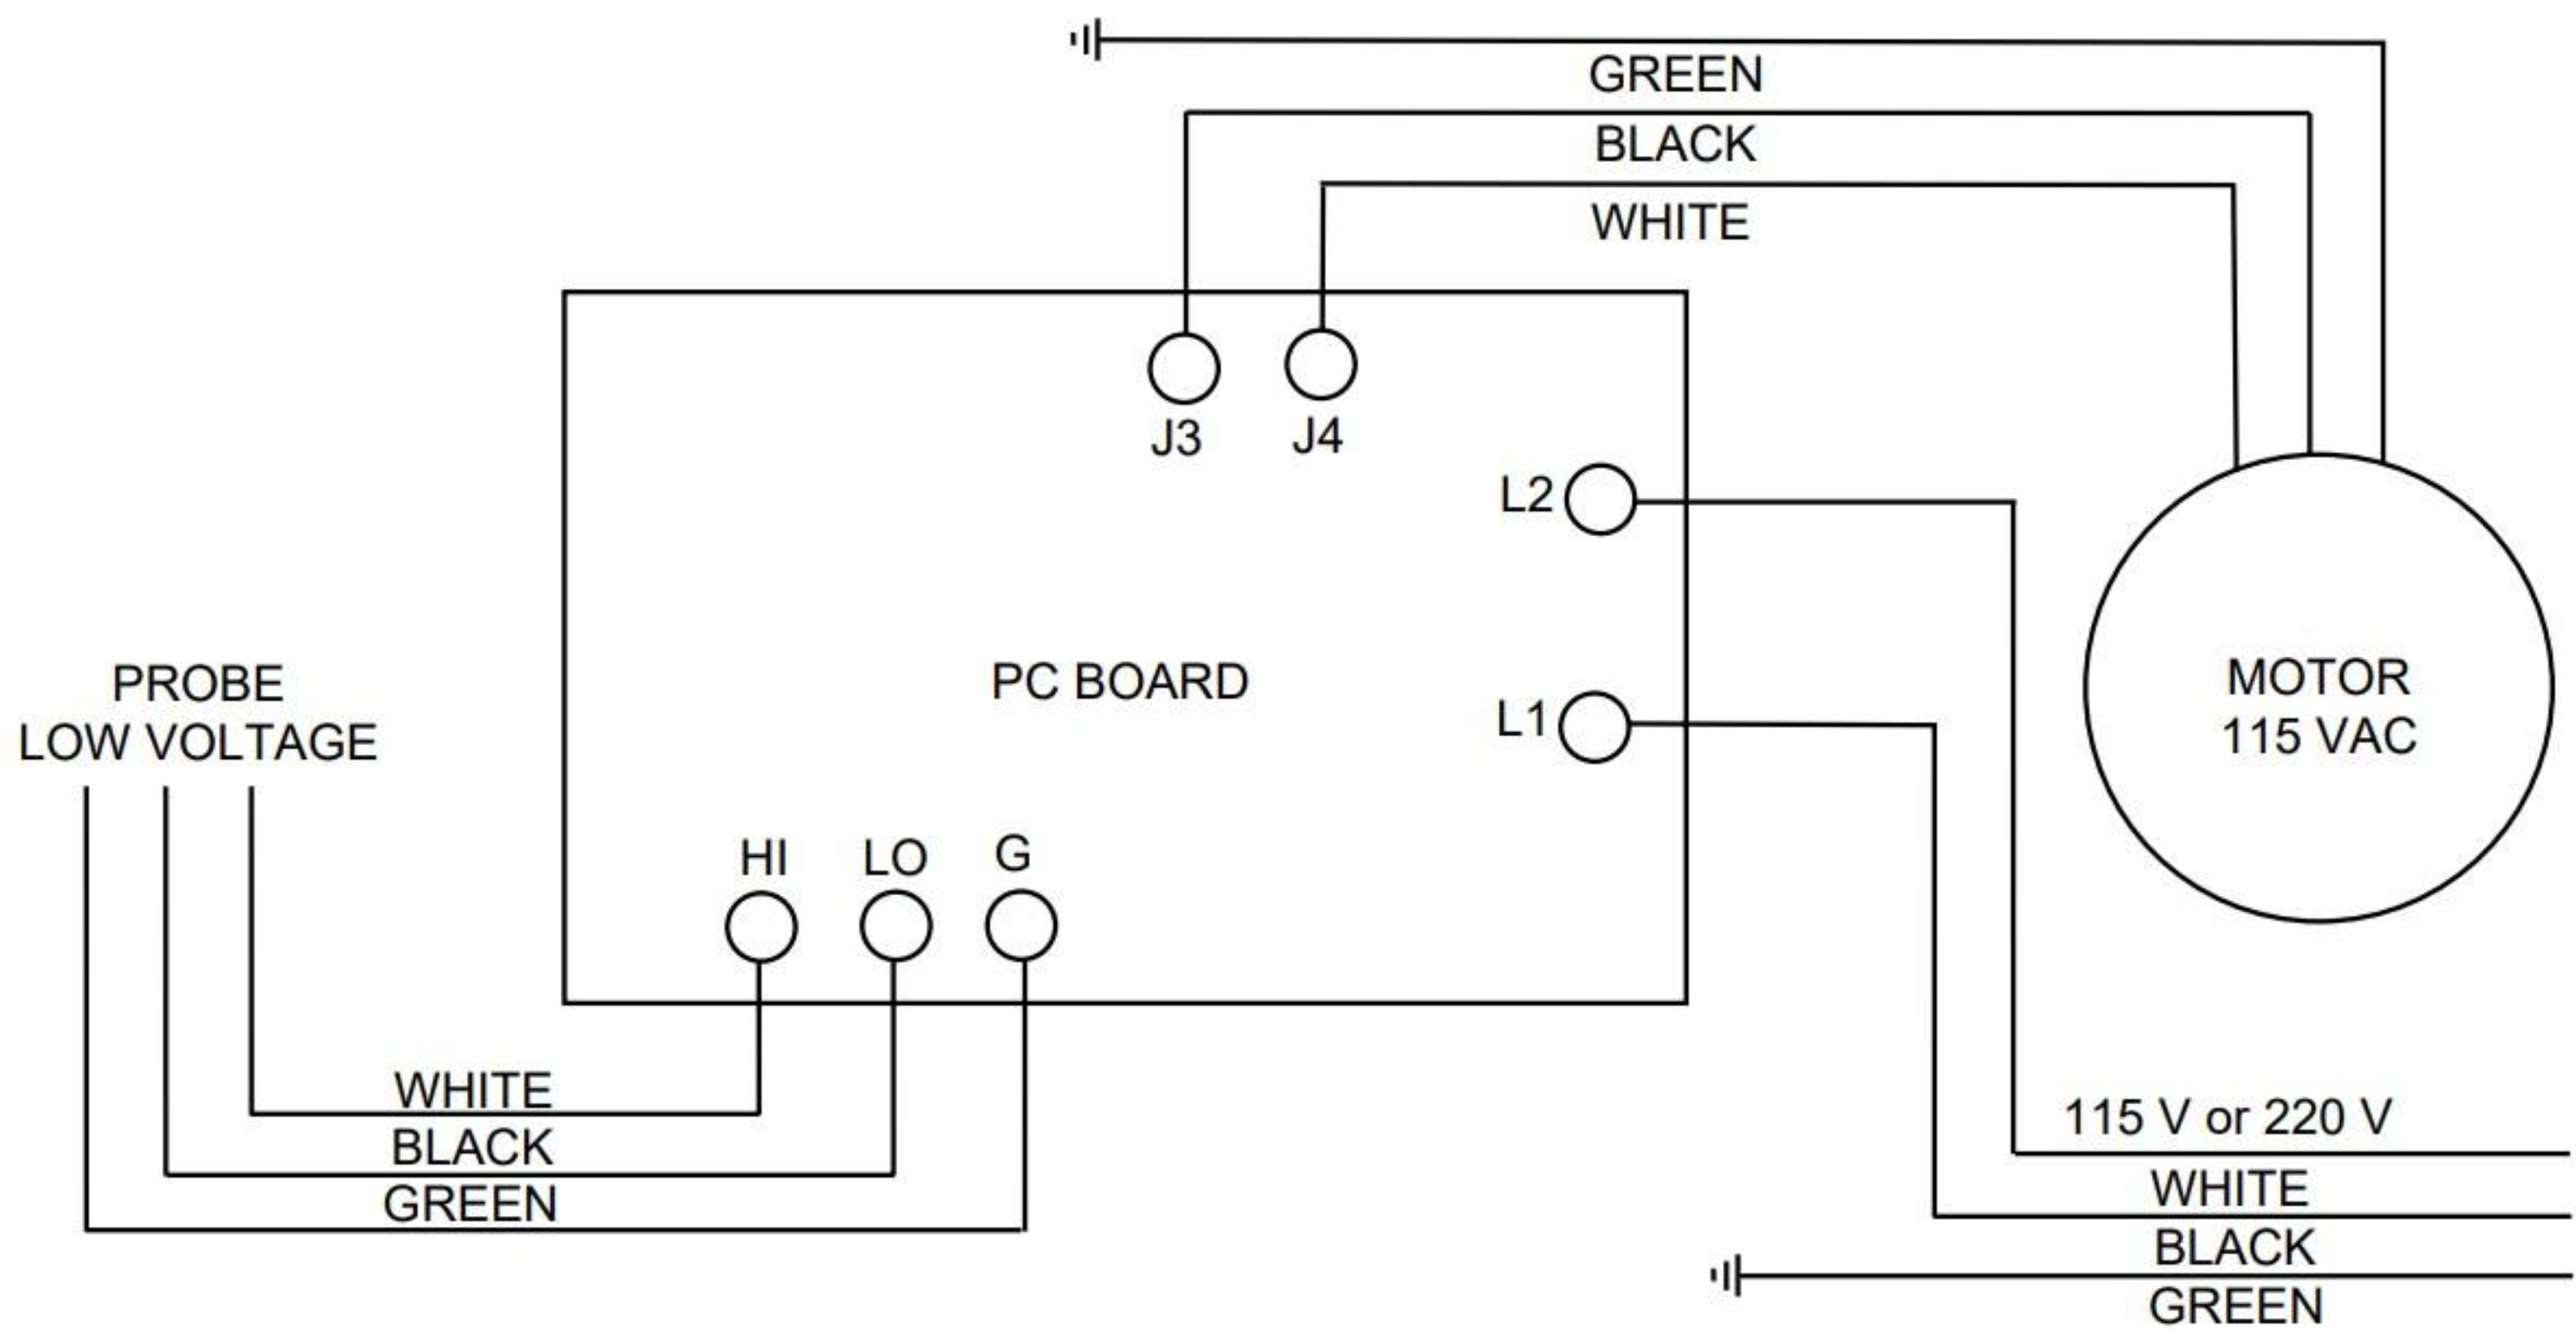 GREEN
BLACK
WHITE
J3
J4
L2
PROBE
LOW VOLTAGE
PC BOARD
L1
MOTOR
115 VAC
HI
LO
G
WHITE
BLACK
GREEN
115 V or 220 V
WHITE
BLACK
GREEN